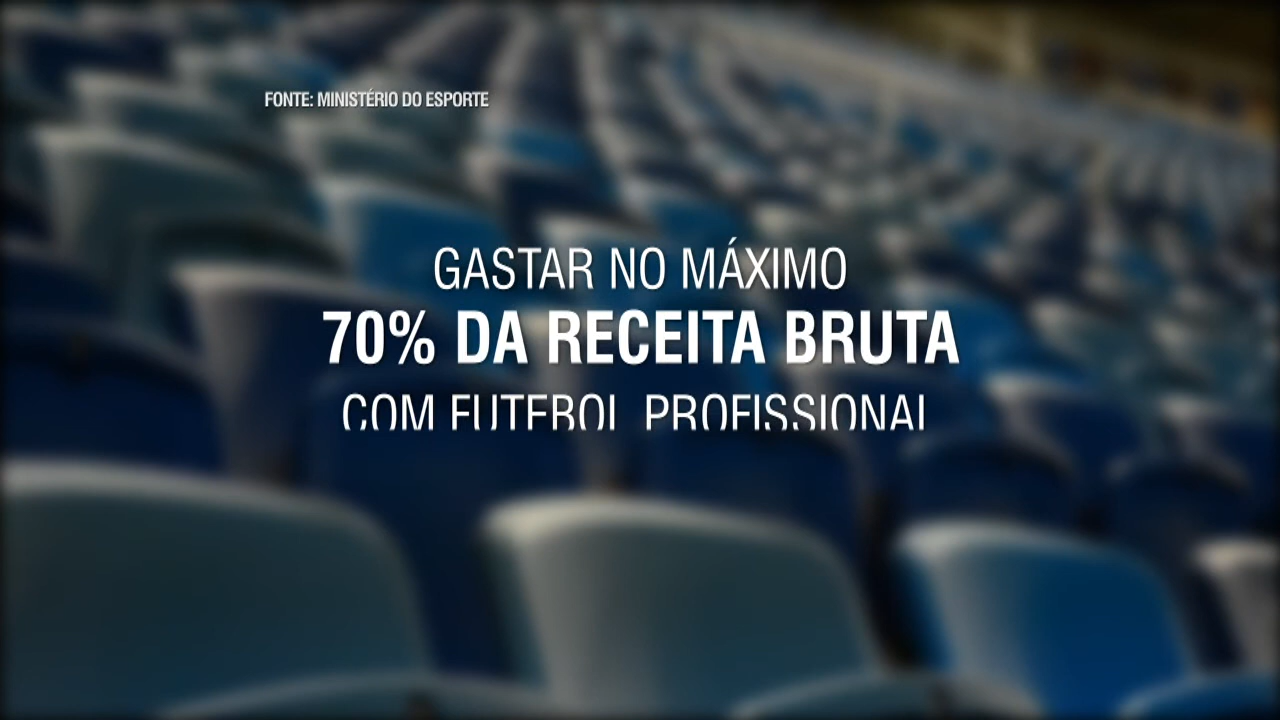 FONTE: MINISTÉRIO DO ESPORTE
GASTAR NO MÁXIMO
70% DA RECEITA BRUTA
COM FUTEBOL PROFISSIONAL